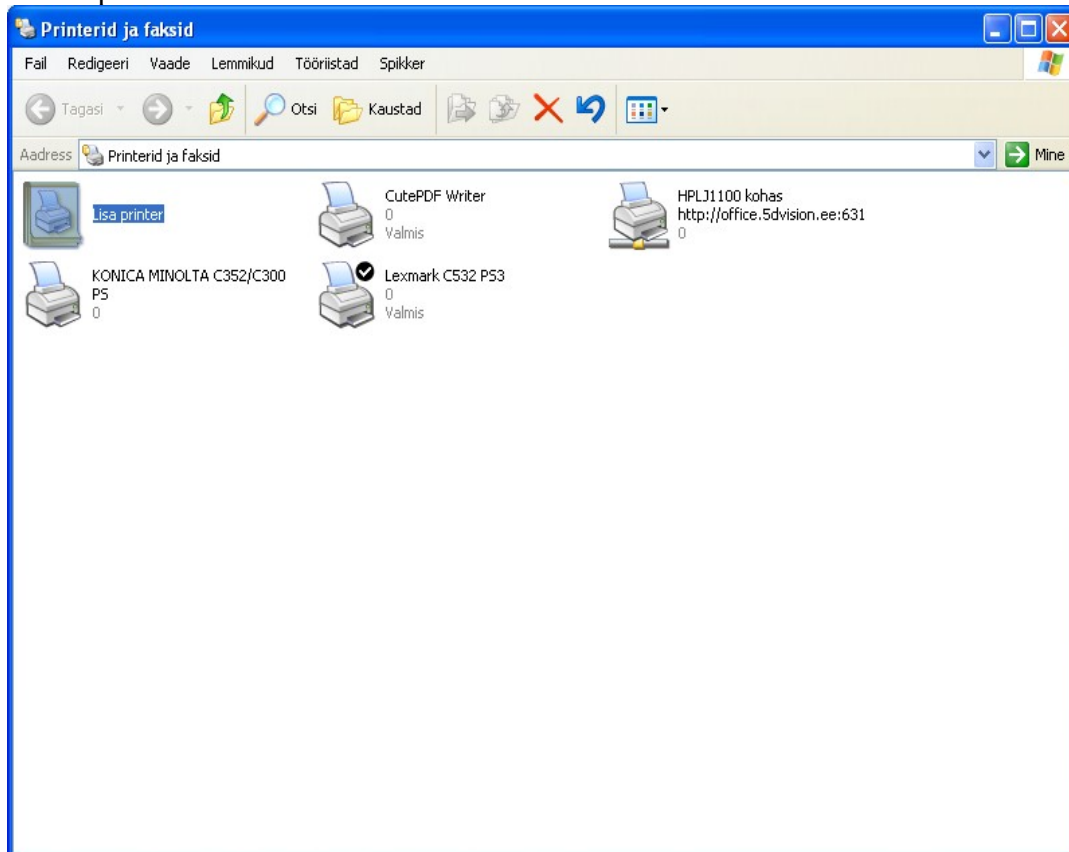 Printerid ja faksid
Fail Redigeeri Vaade Lemmikud Tööriistad Spikker
Tagasi Otsi Kaustad
Aadress Printerid ja faksid Mine
Lisa printer
CutePDF Writer
0
Valmis
HPLJ1100 kohas
http://office.5dvision.ee:631
0
KONICA MINOLTA C352/C300
PS
0
Lexmark C532 PS3
0
Valmis